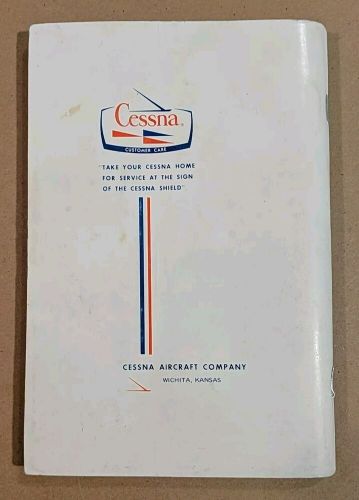 Cessna®
CUSTOMER CARE
"TAKE YOUR CESSNA HOME
FOR SERVICE AT THE SIGN
OF THE CESSNA SHIELD".
CESSNA AIRCRAFT COMPANY
WICHITA, KANSAS